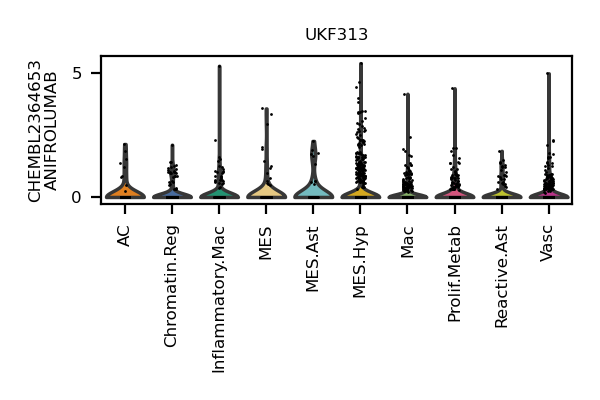 UKF313
CHEMBL2364653
ANIFROLUMAB
5
0
AC
Chromatin.Reg
Inflammatory.Mac
MES
MES.Ast
MES.Hyp
Mac
Prolif.Metab
Reactive.Ast
Vasc